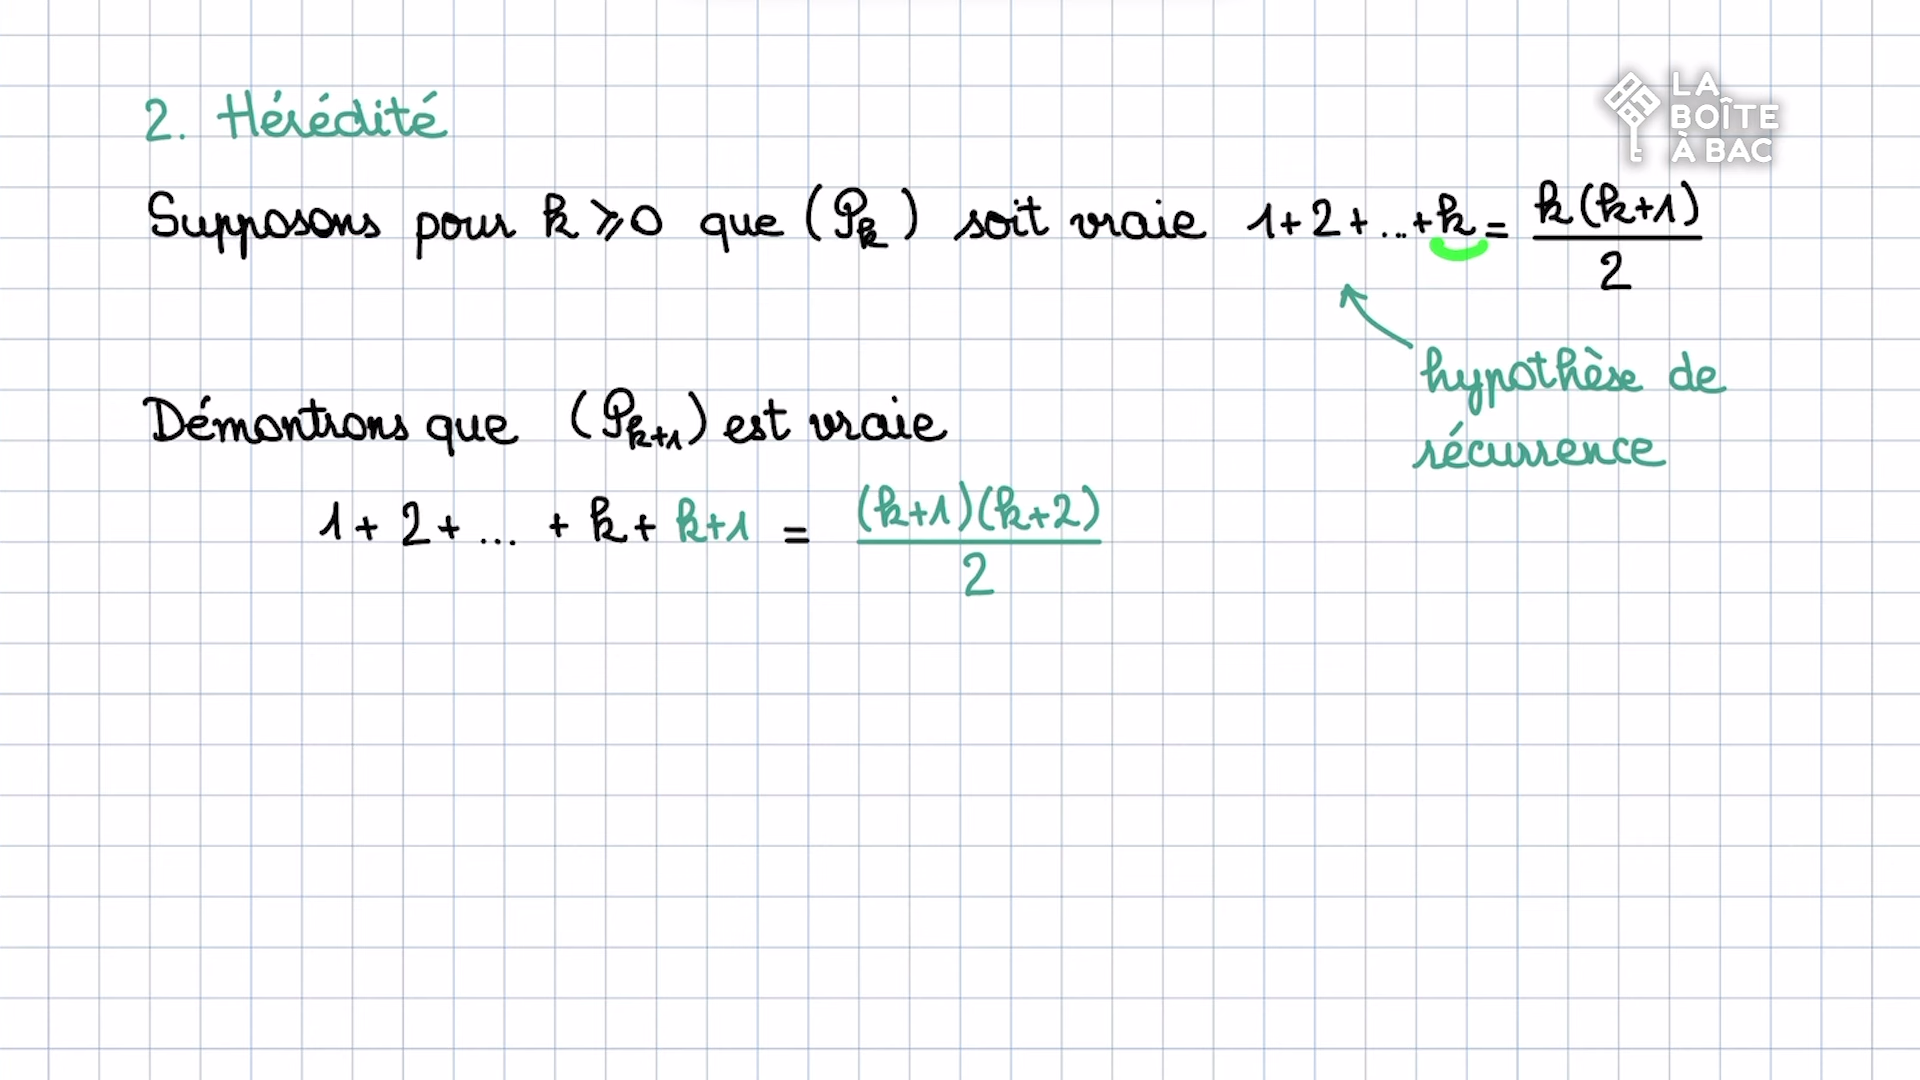 LA
BOÎTE
À BAC
2. Hérédité
Supposons pour k ⩾ 0 que (Pk) soit vraie 1+2+...+k = k(k+1)/2
hypothèse de
récurrence
Démontrons que (Pk+1) est vraie
1+2+... +k+k+1 = (k+1)(k+2)/2